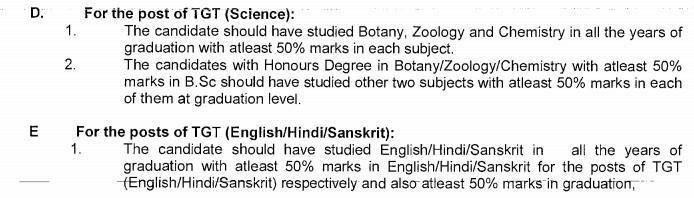 D. For the post of TGT (Science):
1. The candidate should have studied Botany, Zoology and Chemistry in all the years of
graduation with atleast 50% marks in each subject.
2. The candidates with Honours Degree in Botany/Zoology/Chemistry with atleast 50%
marks in B.Sc should have studied other two subjects with atleast 50% marks in each
of them at graduation level.
E For the posts of TGT (English/Hindi/Sanskrit):
1. The candidate should have studied English/Hindi/Sanskrit in all the years of
graduation with atleast 50% marks in English/Hindi/Sanskrit for the posts of TGT
(English/Hindi/Sanskrit) respectively and also atleast 50% marks in graduation,